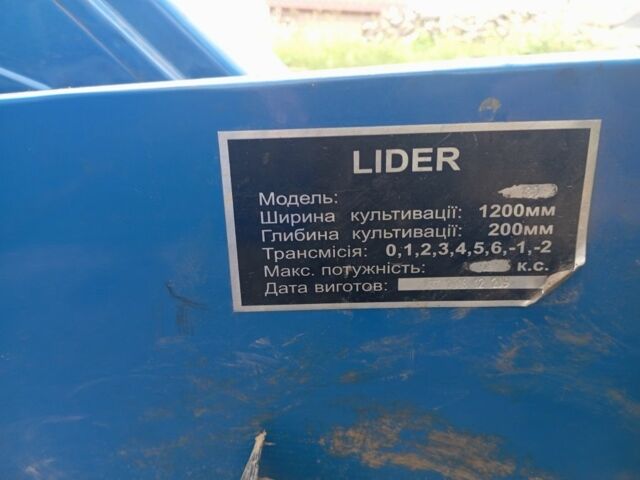 LIDER
Модель:
Ширина культивації: 1200мм
Глибина культивації: 200мм
Трансмісія: 0,1,2,3,4,5,6,-1,-2
Макс. потужність: к.с.
Дата виготов: